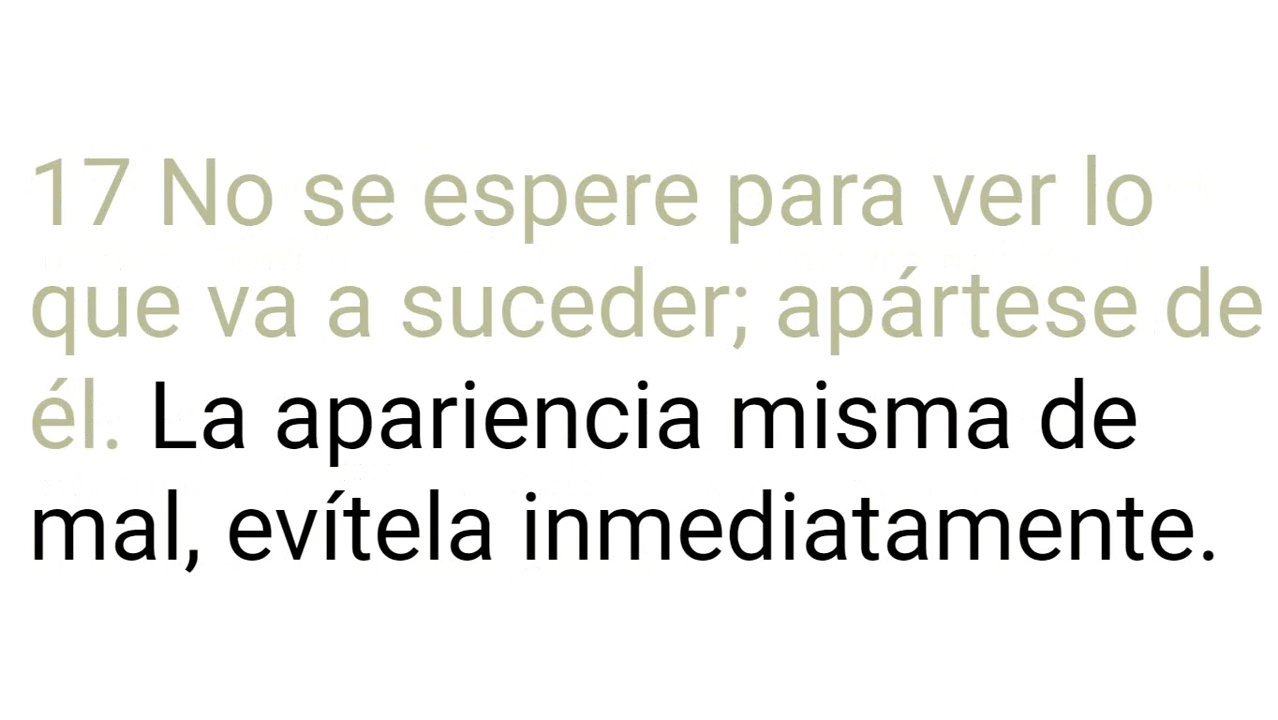 17 No se espere para ver lo
que va a suceder; apártese de
él. La apariencia misma de
mal, evítela inmediatamente.